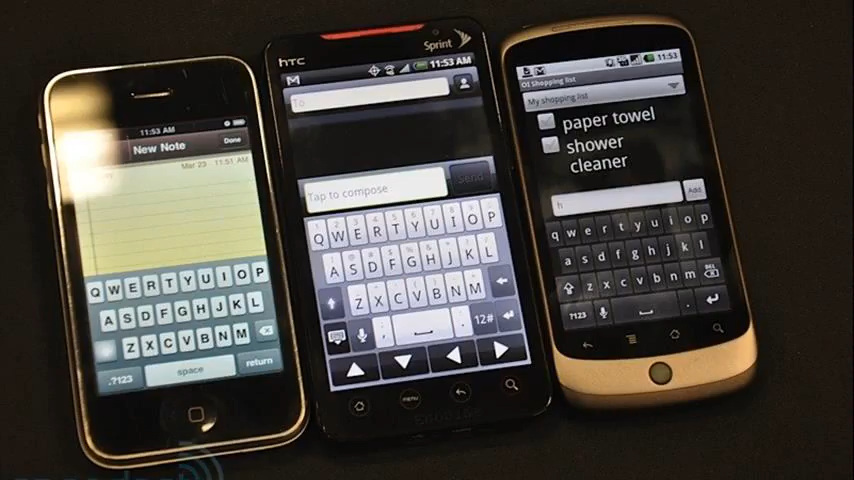 11:53 AM
New Note
Done
Mar 23
11:51 AM
Q W E R T Y U I O P
A S D F G H J K L
Z X C V B N M
.?123
space
return
hTC
Sprint
11:53 AM
To
Tap to compose
Send
Q W E R T Y U I O P
A S D F G H J K L
Z X C V B N M
12#
MENU
11:53
OI Shopping list
My shopping list
paper towel
shower
cleaner
h
Add
q w e r t y u i o p
a s d f g h j k l
z x c v b n m DEL
?123